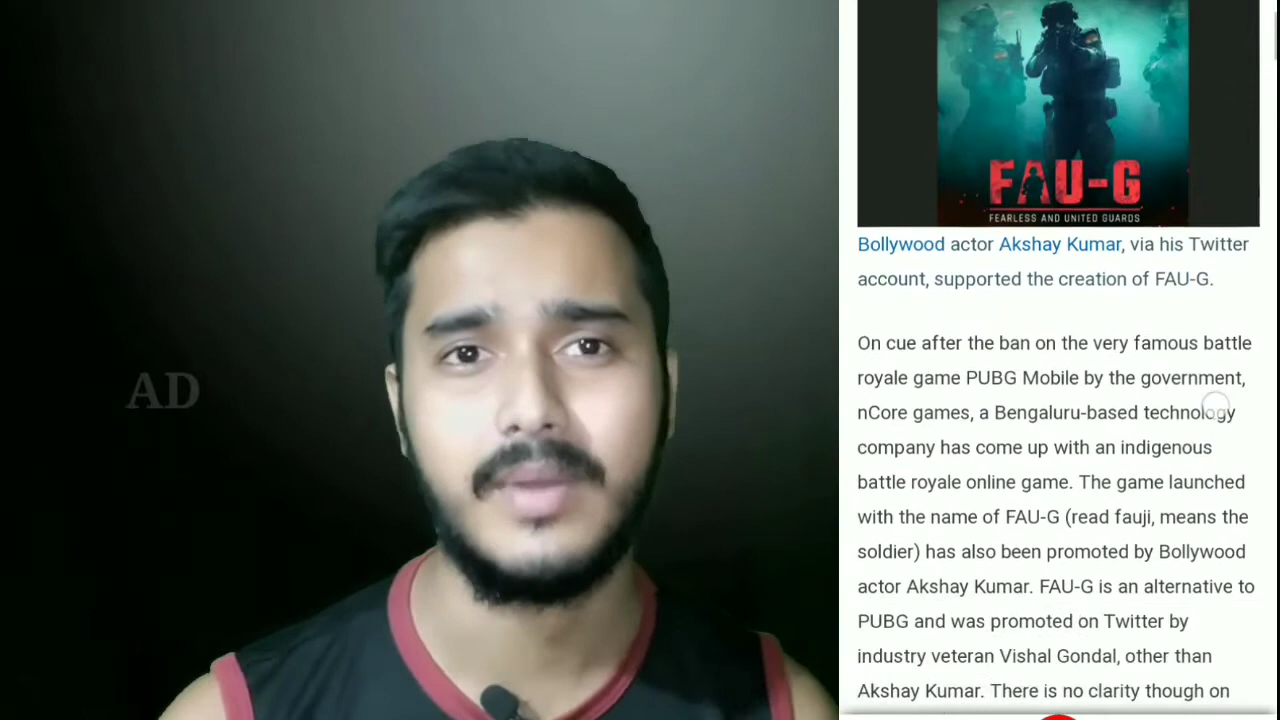 AD
FAU-G
FEARLESS AND UNITED GUARDS
Bollywood actor Akshay Kumar, via his Twitter
account, supported the creation of FAU-G.
On cue after the ban on the very famous battle
royale game PUBG Mobile by the government,
nCore games, a Bengaluru-based technology
company has come up with an indigenous
battle royale online game. The game launched
with the name of FAU-G (read fauji, means the
soldier) has also been promoted by Bollywood
actor Akshay Kumar. FAU-G is an alternative to
PUBG and was promoted on Twitter by
industry veteran Vishal Gondal, other than
Akshay Kumar. There is no clarity though on